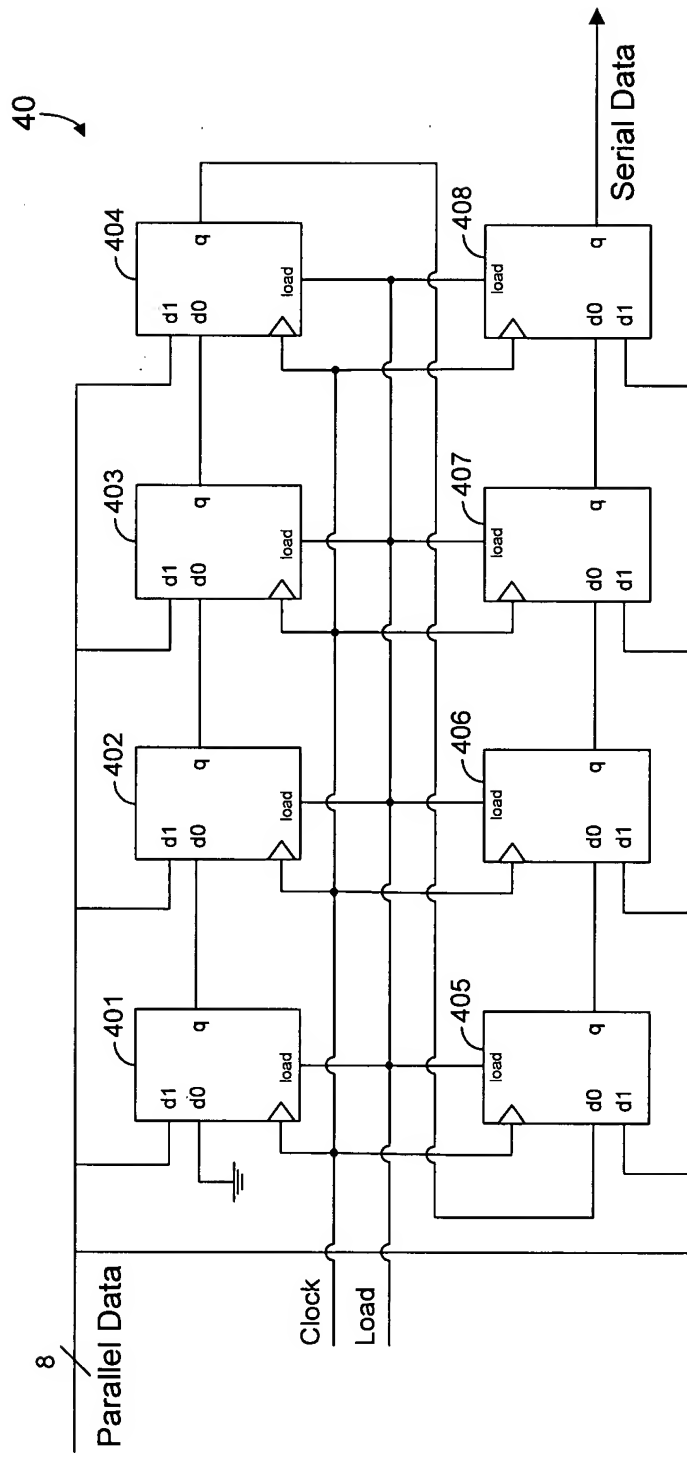 40
8
Parallel Data
401
d1
d0
q
load
402
d1
d0
q
load
403
d1
d0
q
load
404
d1
d0
q
load
Clock
Load
405
load
q
d0
d1
406
load
q
d0
d1
407
load
q
d0
d1
408
load
q
d0
d1
Serial Data